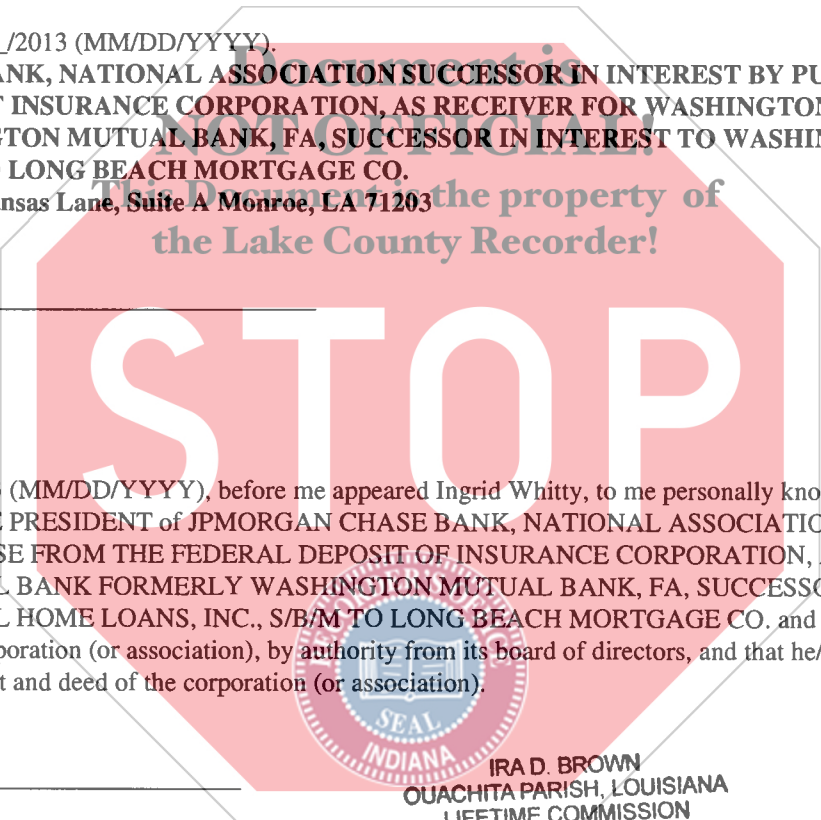 _/2013 (MM/DD/YYYY).
Document is
ANK, NATIONAL ASSOCIATION SUCCESSOR IN INTEREST BY PU
T INSURANCE CORPORATION, AS RECEIVER FOR WASHINGTON
NOT OFFICIAL!
GTON MUTUAL BANK, FA, SUCCESSOR IN INTEREST TO WASHIN
LONG BEACH MORTGAGE CO.
This Document is the property of
nsas Lane, Suite A Monroe, LA 71203
the Lake County Recorder!
STOP
(MM/DD/YYYY), before me appeared Ingrid Whitty, to me personally kno
E PRESIDENT of JPMORGAN CHASE BANK, NATIONAL ASSOCIATIO
SE FROM THE FEDERAL DEPOSIT OF INSURANCE CORPORATION,
L BANK FORMERLY WASHINGTON MUTUAL BANK, FA, SUCCESSO
L HOME LOANS, INC., S/B/M TO LONG BEACH MORTGAGE CO. and
poration (or association), by authority from its board of directors, and that he/
t and deed of the corporation (or association).
SEAL
INDIANA
IRA D. BROWN
OUACHITA PARISH, LOUISIANA
LIFETIME COMMISSION